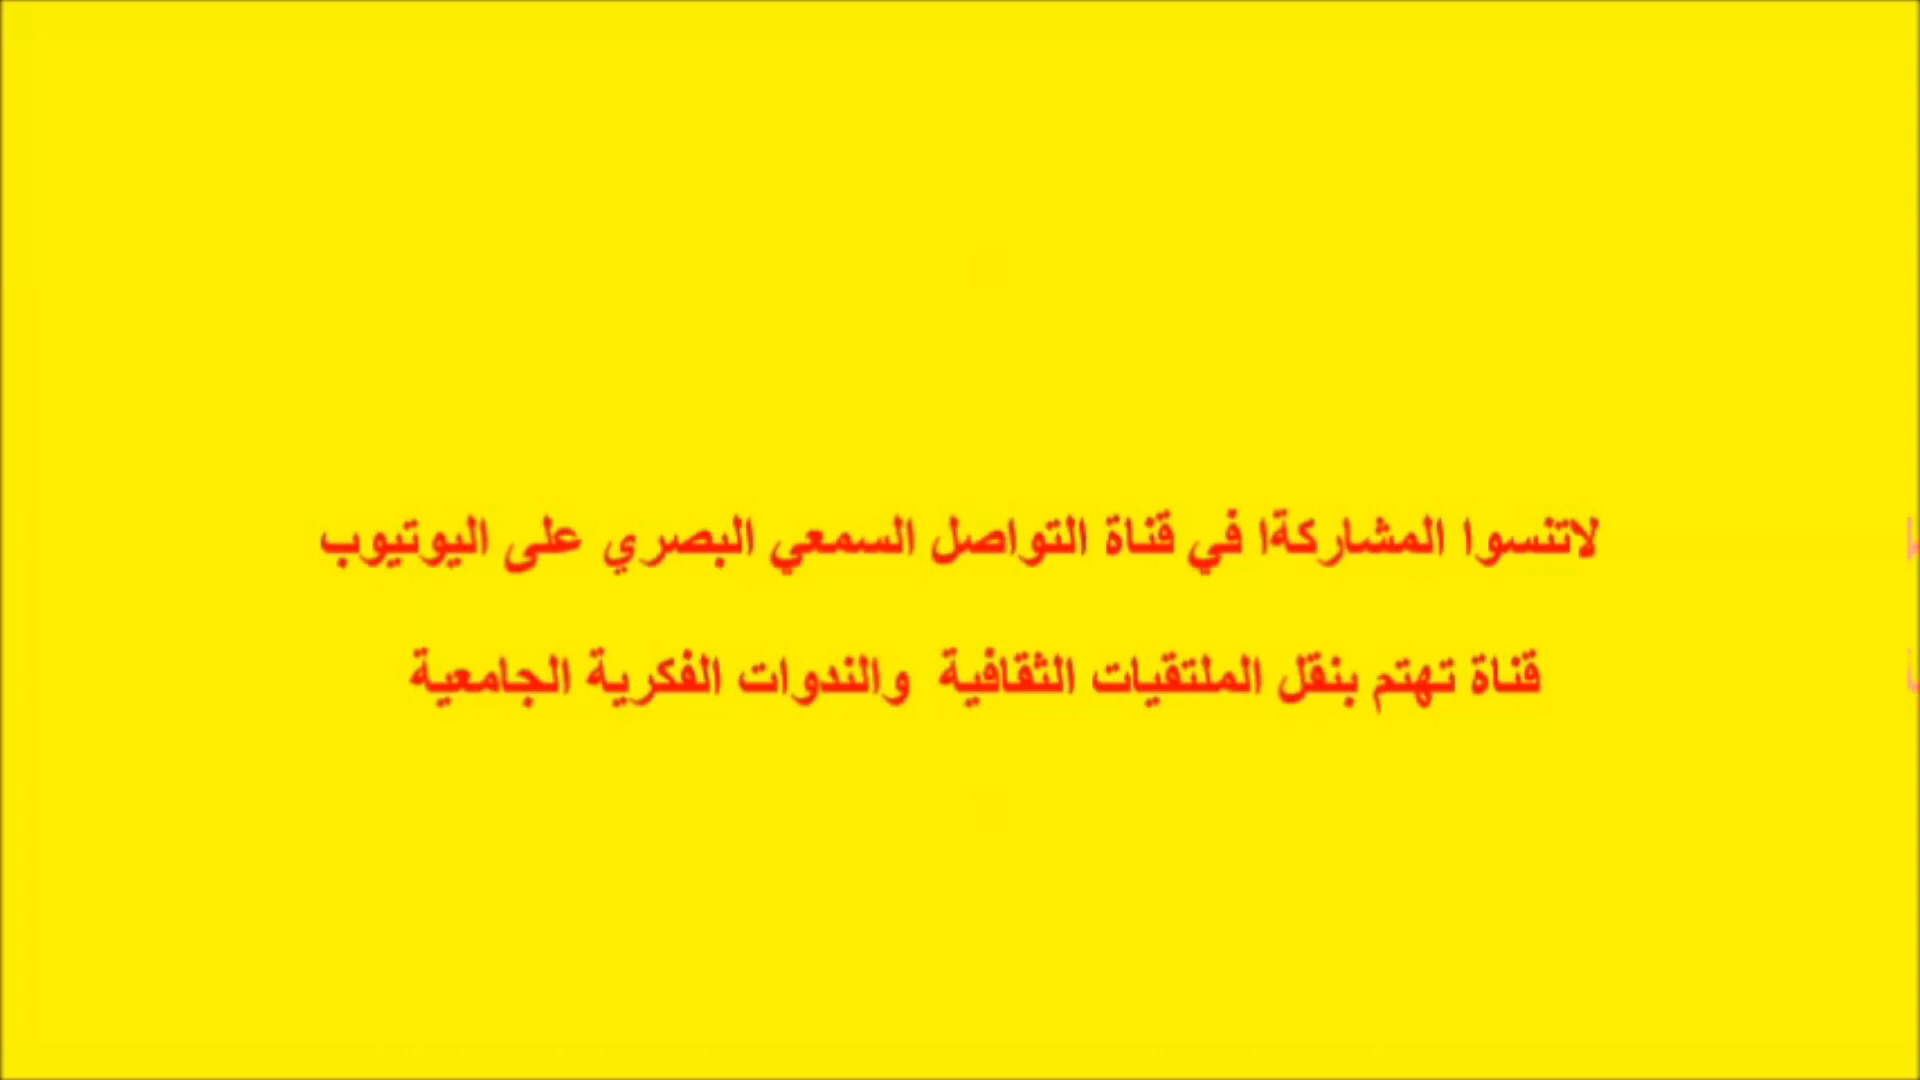 لاتنسوا المشاركةا في قناة التواصل السمعي البصري على اليوتيوب
قناة تهتم بنقل الملتقيات الثقافية والندوات الفكرية الجامعية